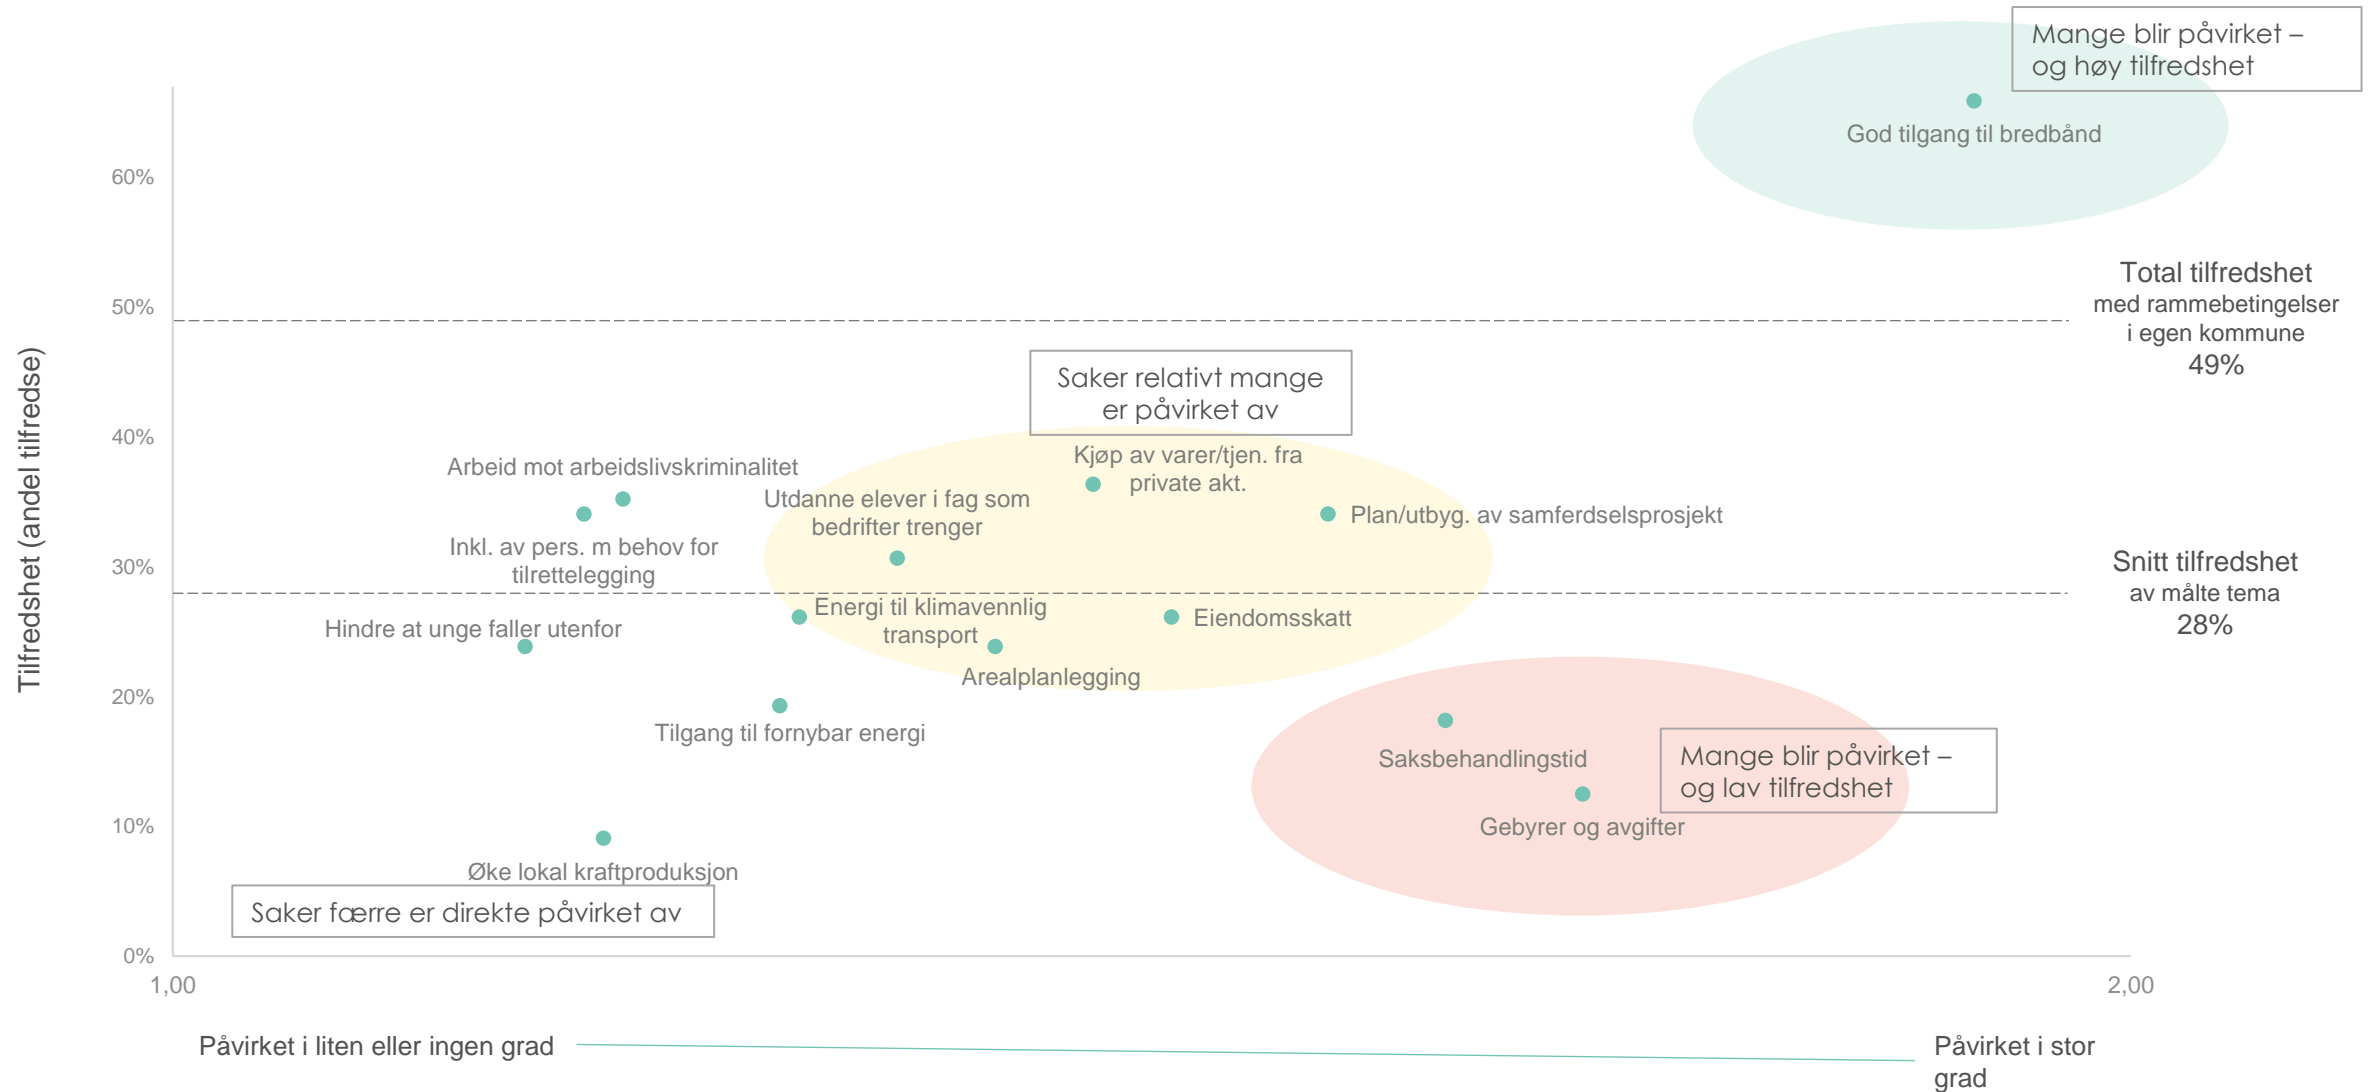 Mange blir påvirket –
og høy tilfredshet
God tilgang til bredbånd
60%
Total tilfredshet
med rammebetingelser
i egen kommune
49%
50%
Tilfredshet (andel tilfredse)
Saker relativt mange
er påvirket av
40%
Arbeid mot arbeidslivskriminalitet
Kjøp av varer/tjen. fra
private akt.
Utdanne elever i fag som
bedrifter trenger
Plan/utbyg. av samferdselsprosjekt
Inkl. av pers. m behov for
tilrettelegging
30%
Snitt tilfredshet
av målte tema
28%
Energi til klimavennlig
transport
Eiendomsskatt
Hindre at unge faller utenfor
Arealplanlegging
20%
Tilgang til fornybar energi
Saksbehandlingstid
Mange blir påvirket –
og lav tilfredshet
10%
Gebyrer og avgifter
Øke lokal kraftproduksjon
Saker færre er direkte påvirket av
0%
1,00
2,00
Påvirket i liten eller ingen grad
Påvirket i stor
grad